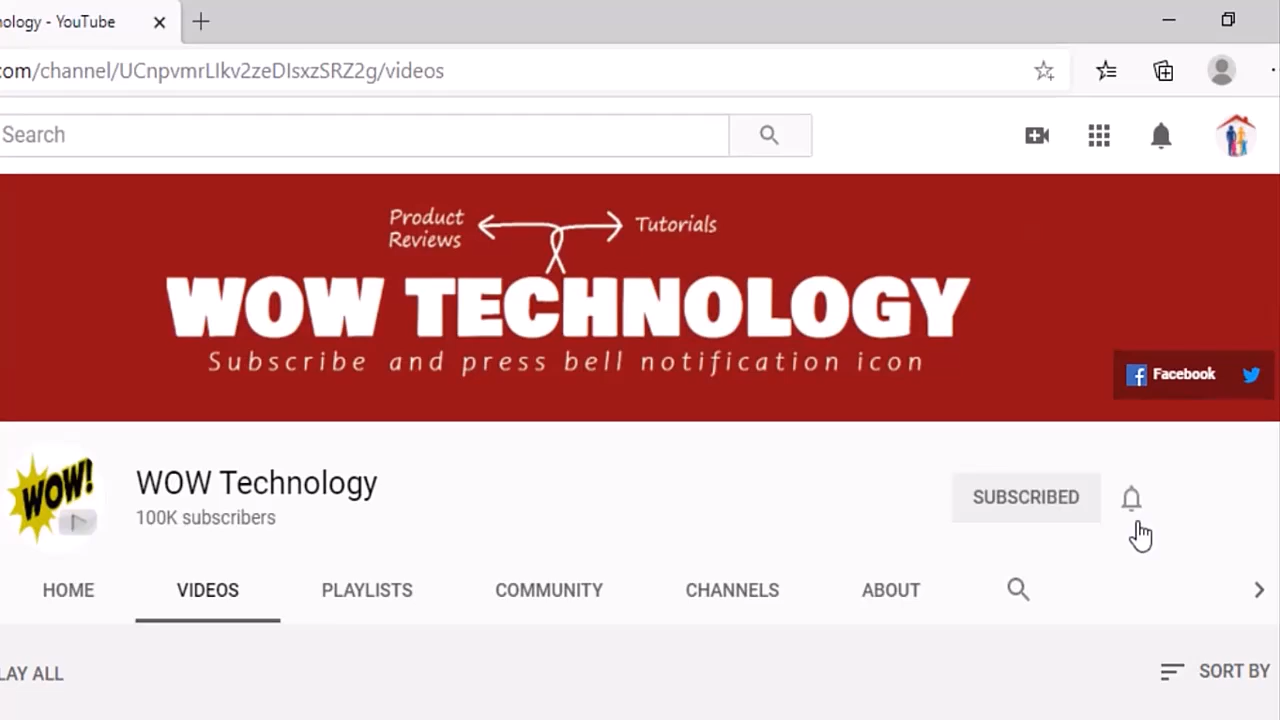 nology - YouTube
com/channel/UCnpvmrLIkv2zeDIsxzSRZ2g/videos
Search
Product Reviews
Tutorials
WOW TECHNOLOGY
Subscribe and press bell notification icon
Facebook
WOW!
WOW Technology
100K subscribers
SUBSCRIBED
HOME VIDEOS PLAYLISTS COMMUNITY CHANNELS ABOUT
LAY ALL
SORT BY